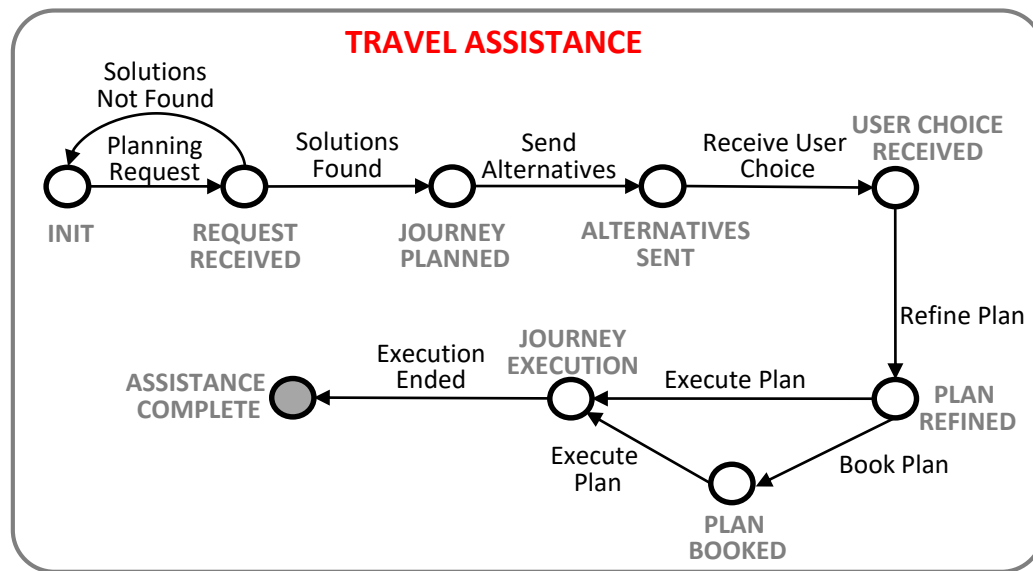 TRAVEL ASSISTANCE
Solutions
Not Found
Planning
Request
Solutions
Found
Send
Alternatives
Receive User
Choice
USER CHOICE
RECEIVED
INIT
REQUEST
RECEIVED
JOURNEY
PLANNED
ALTERNATIVES
SENT
Refine Plan
JOURNEY
EXECUTION
Execution
Ended
ASSISTANCE
COMPLETE
Execute Plan
PLAN
REFINED
Execute
Plan
Book Plan
PLAN
BOOKED